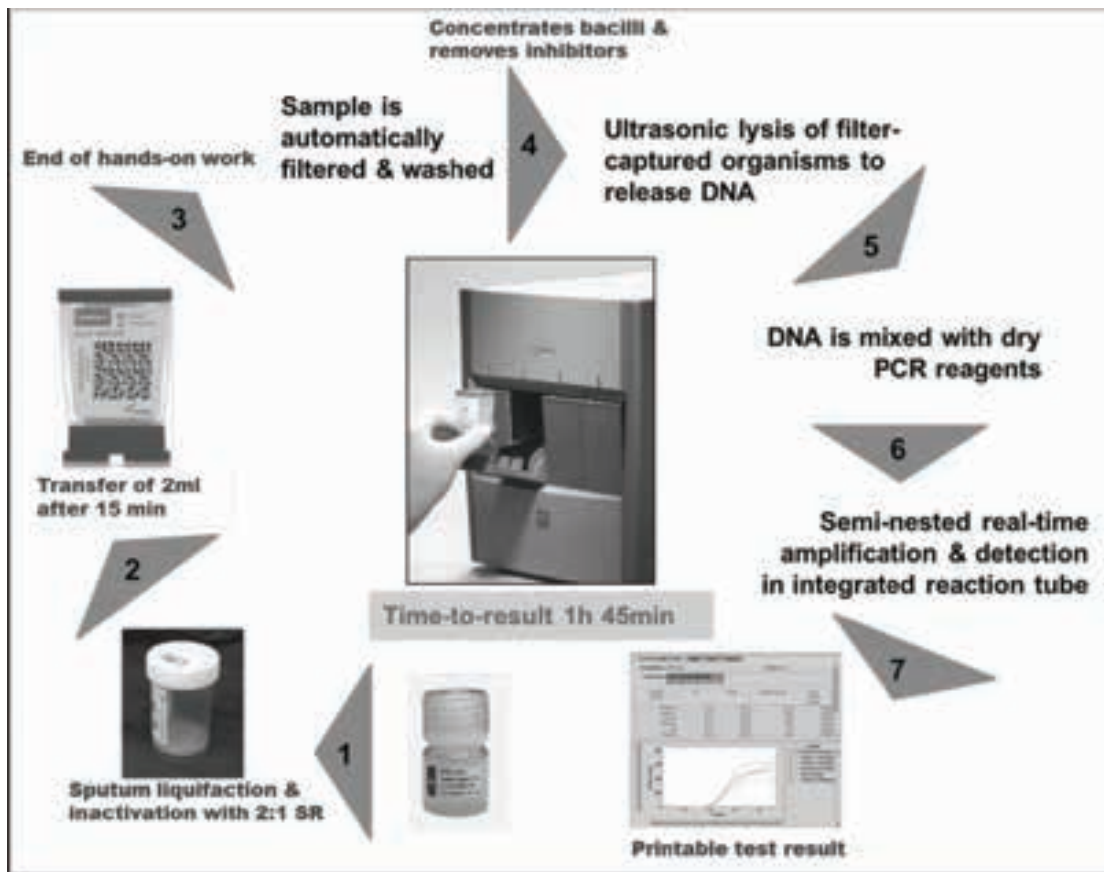 Concentrates bacilli &
removes inhibitors
4
Sample is
automatically
filtered & washed
Ultrasonic lysis of filter-
captured organisms to
release DNA
End of hands-on work
3
5
DNA is mixed with dry
PCR reagents
6
Transfer of 2ml
after 15 min
2
Semi-nested real-time
amplification & detection
in integrated reaction tube
Time-to-result 1h 45min
7
1
Sputum liquifaction &
inactivation with 2:1 SR
Printable test result